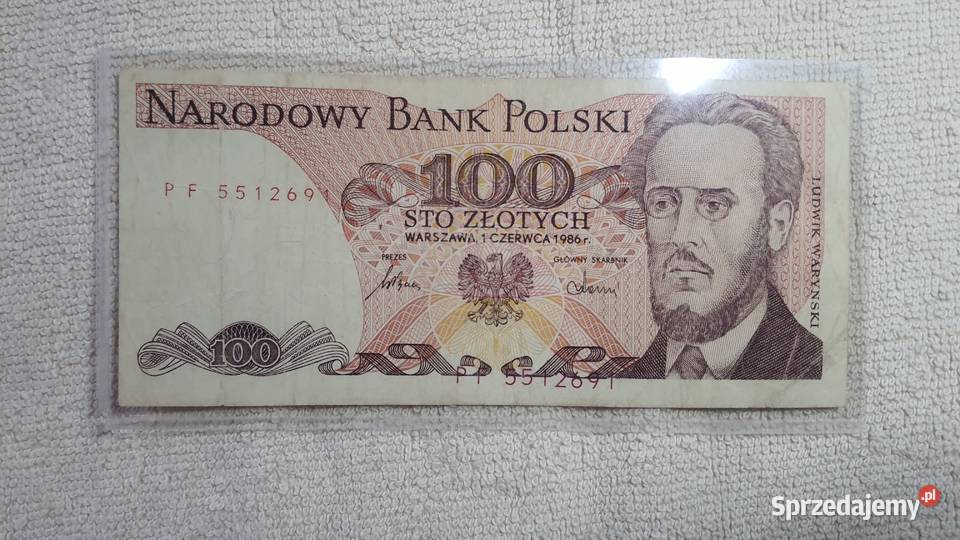 NARODOWY BANK POLSKI
PF 5512691
100
STO ZŁOTYCH
WARSZAWA, 1 CZERWCA 1986 r.
PREZES
GŁÓWNY SKARBNIK
LUDWIK WARYŃSKI
100
PF 5512691
Sprzedajemy.pl